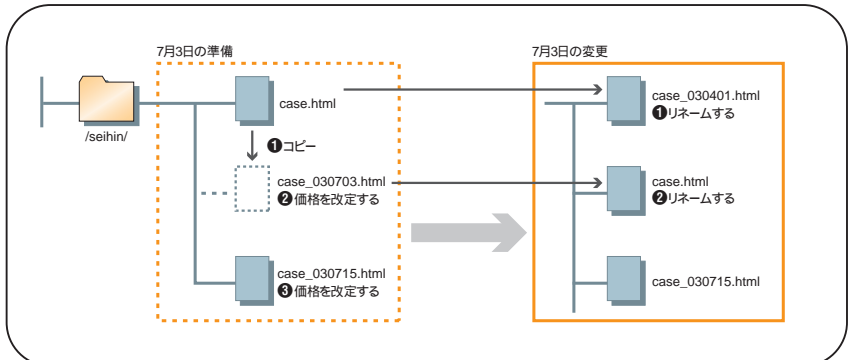 7月3日の準備
7月3日の変更
/seihin/
case.html
❶コピー
case_030703.html
❷価格を改定する
case_030715.html
❸価格を改定する
case_030401.html
❶リネームする
case.html
❷リネームする
case_030715.html